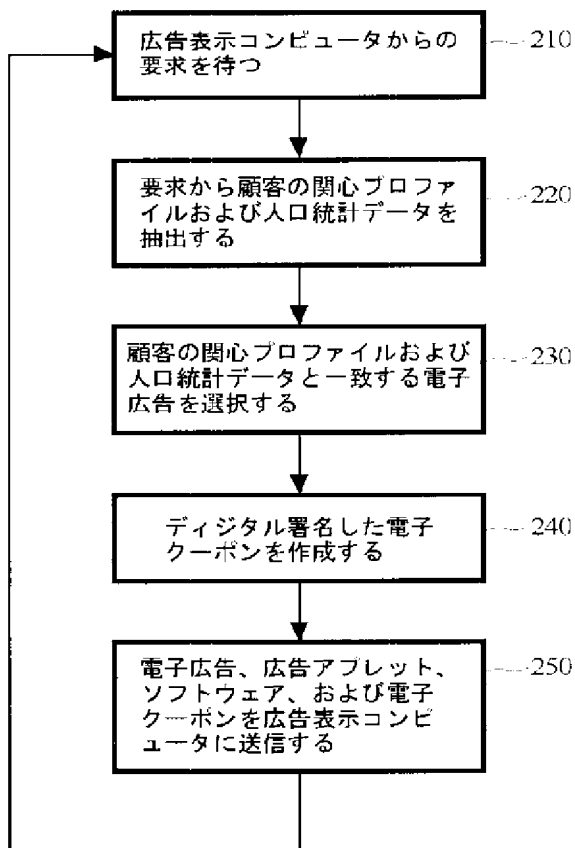 広告表示コンピュータからの
要求を待つ
210
要求から顧客の関心プロファ
イルおよび人口統計データを
抽出する
220
顧客の関心プロファイルおよび
人口統計データと一致する電子
広告を選択する
230
ディジタル署名した電子
クーポンを作成する
240
電子広告、広告アプレット、
ソフトウェア、および電子
クーポンを広告表示コンピ
ュータに送信する
250